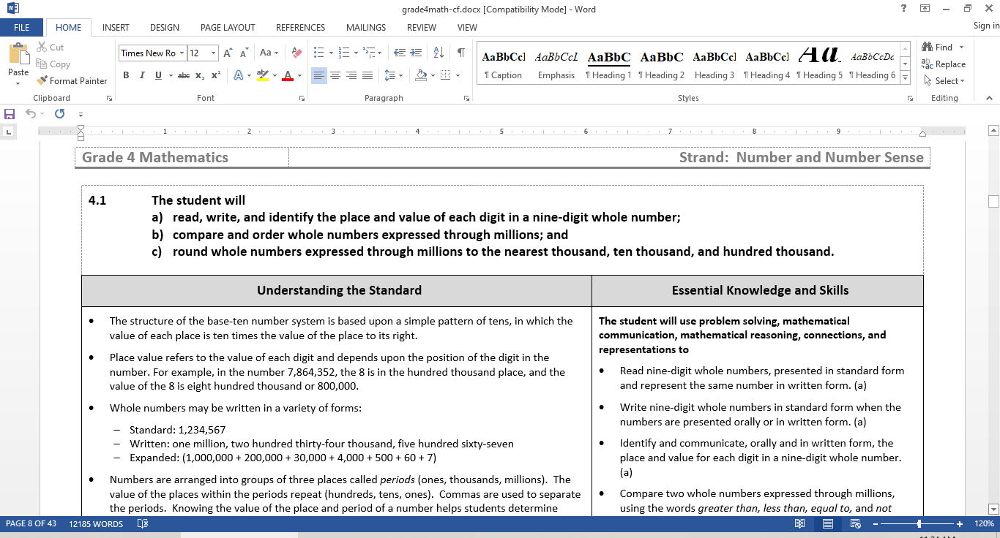 grade4math-cf.docx [Compatibility Mode] - Word
Sign in
FILE HOME INSERT DESIGN PAGE LAYOUT REFERENCES MAILINGS REVIEW VIEW
Paste
Cut
Copy
Format Painter
Clipboard
Times New Ro 12
Font
Paragraph
AaBbCcI AaBbCcL AaBbC AaBbC AaBbCcI AaBbCcI Aa AaBbCcDc
¶ Caption Emphasis ¶ Heading 1 ¶ Heading 2 Heading 3 ¶ Heading 4 ¶ Heading 5 ¶ Heading 6
Styles
Find
Replace
Select
Editing
1 2 3 4 5 6 7 8 9
Grade 4 Mathematics Strand: Number and Number Sense
4.1 The student will
a) read, write, and identify the place and value of each digit in a nine-digit whole number;
b) compare and order whole numbers expressed through millions; and
c) round whole numbers expressed through millions to the nearest thousand, ten thousand, and hundred thousand.
Understanding the Standard
• The structure of the base-ten number system is based upon a simple pattern of tens, in which the
value of each place is ten times the value of the place to its right.
• Place value refers to the value of each digit and depends upon the position of the digit in the
number. For example, in the number 7,864,352, the 8 is in the hundred thousand place, and the
value of the 8 is eight hundred thousand or 800,000.
• Whole numbers may be written in a variety of forms:
– Standard: 1,234,567
– Written: one million, two hundred thirty-four thousand, five hundred sixty-seven
– Expanded: (1,000,000 + 200,000 + 30,000 + 4,000 + 500 + 60 + 7)
• Numbers are arranged into groups of three places called periods (ones, thousands, millions). The
value of the places within the periods repeat (hundreds, tens, ones). Commas are used to separate
the periods. Knowing the value of the place and period of a number helps students determine
Essential Knowledge and Skills
The student will use problem solving, mathematical
communication, mathematical reasoning, connections, and
representations to
• Read nine-digit whole numbers, presented in standard form
and represent the same number in written form. (a)
• Write nine-digit whole numbers in standard form when the
numbers are presented orally or in written form. (a)
• Identify and communicate, orally and in written form, the
place and value for each digit in a nine-digit whole number.
(a)
• Compare two whole numbers expressed through millions,
using the words greater than, less than, equal to, and not
PAGE 8 OF 43 12185 WORDS 120%